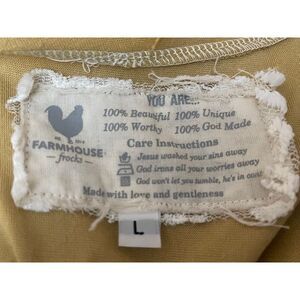 YOU ARE...
100% Beautiful 100% Unique
100% Worthy 100% God Made
FARMHOUSE
frocks
Care Instructions
Jesus washed your sins away
God irons all your worries away
God won't let you tumble, he's in cont
Made with love and gentleness
L